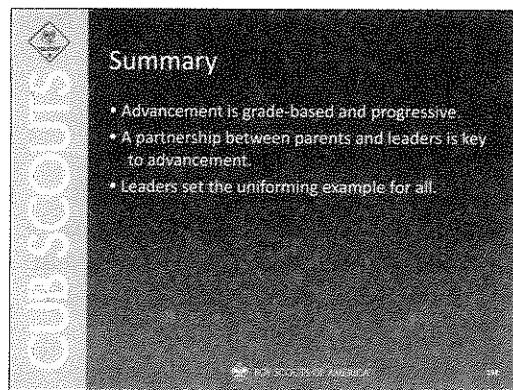 CUB SCOUTS
Summary
• Advancement is grade-based and progressive.
• A partnership between parents and leaders is key
to advancement.
• Leaders set the uniforming example for all.
BOY SCOUTS OF AMERICA